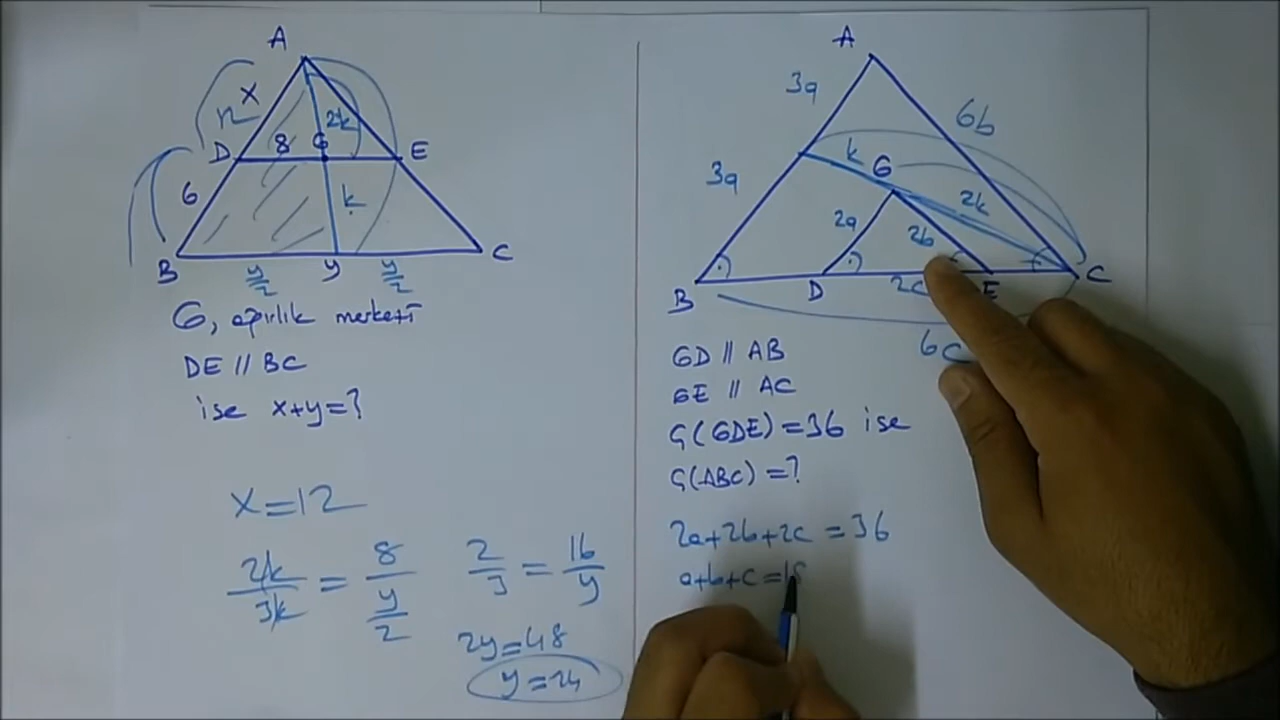 A
x
n
2k
D
8
G
E
6
k
B
y/2
y
y/2
C
G, ağırlık merkezi
DE // BC
ise x+y=?
x=12
2k/3k = 8/(y/2)
2/3 = 16/y
2y=48
y=24
A
3a
6b
k
G
3a
2k
2a
2b
B
D
2c
E
C
6c
GD // AB
GE // AC
Ç(GDE)=36 ise
Ç(ABC)=?
2a+2b+2c=36
a+b+c=18